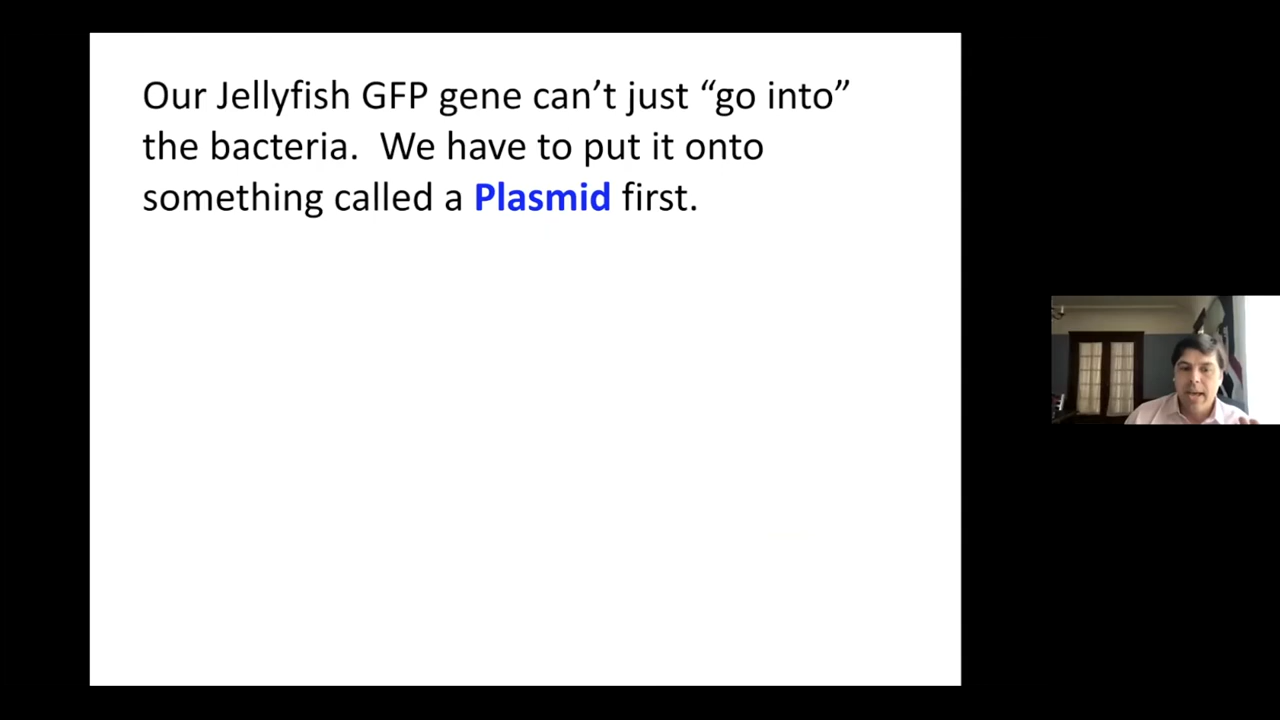 Our Jellyfish GFP gene can’t just “go into”
the bacteria.  We have to put it onto
something called a Plasmid first.